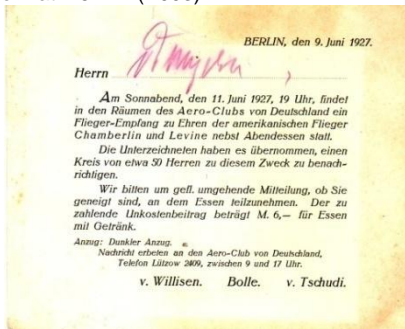 BERLIN, den 9. Juni 1927.
Herrn
Am Sonnabend, den 11. Juni 1927, 19 Uhr, findet
in den Räumen des Aero-Clubs von Deutschland ein
Flieger-Empfang zu Ehren der amerikanischen Flieger
Chamberlin und Levine nebst Abendessen statt.
Die Unterzeichneten haben es übernommen, einen
Kreis von etwa 50 Herren zu diesem Zweck zu benach-
richtigen.
Wir bitten um gefl. umgehende Mitteilung, ob Sie
geneigt sind, an dem Essen teilzunehmen. Der zu
zahlende Unkostenbeitrag beträgt M. 6,— für Essen
mit Getränk.
Anzug: Dunkler Anzug.
Nachricht erbeten an den Aero-Club von Deutschland,
Telefon Lützow 2409, zwischen 9 und 17 Uhr.
v. Willisen. Bolle. v. Tschudi.